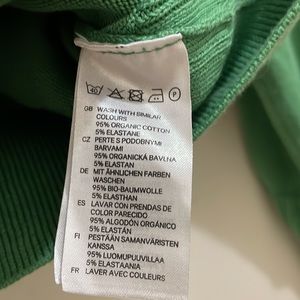 40 P
GB WASH WITH SIMILAR
COLOURS
95% ORGANIC COTTON
5% ELASTANE
CZ PERTE S PODOBNÝMI
BARVAMI
95% ORGANICKÁ BAVLNA
5% ELASTAN
DE MIT ÄHNLICHEN FARBEN
WASCHEN
95% BIO-BAUMWOLLE
5% ELASTHAN
ES LAVAR CON PRENDAS DE
COLOR PARECIDO
95% ALGODÓN ORGÁNICO
5% ELASTÁN
FI PESTÄÄN SAMANVÄRISTEN
KANSSA
95% LUOMUPUUVILLAA
5% ELASTAANIA
FR LAVER AVEC COULEURS